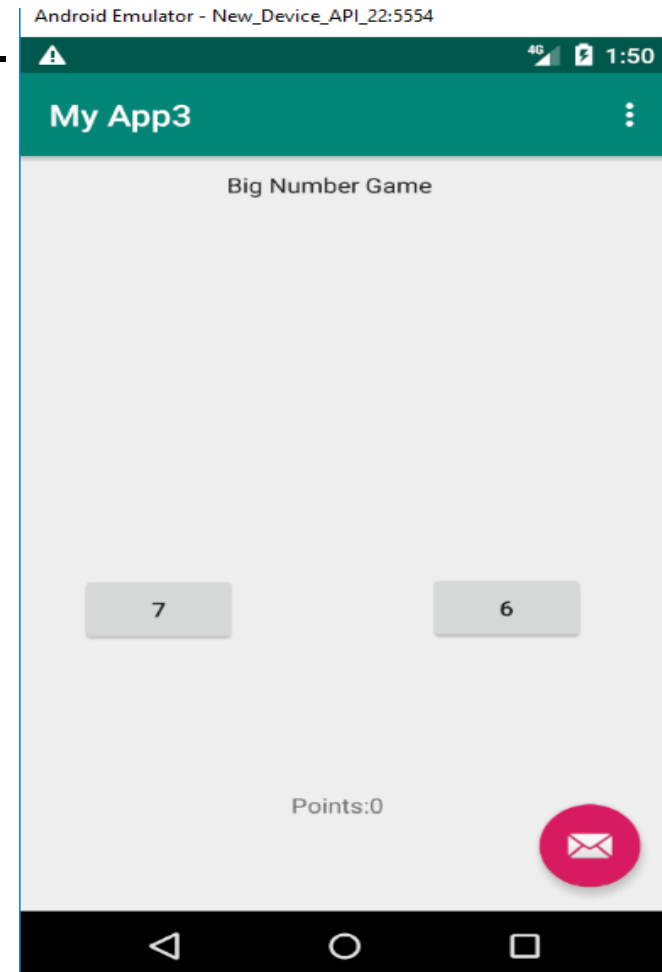 Android Emulator - New_Device_API_22:5554
4G 1:50
My App3
Big Number Game
7 6
Points:0